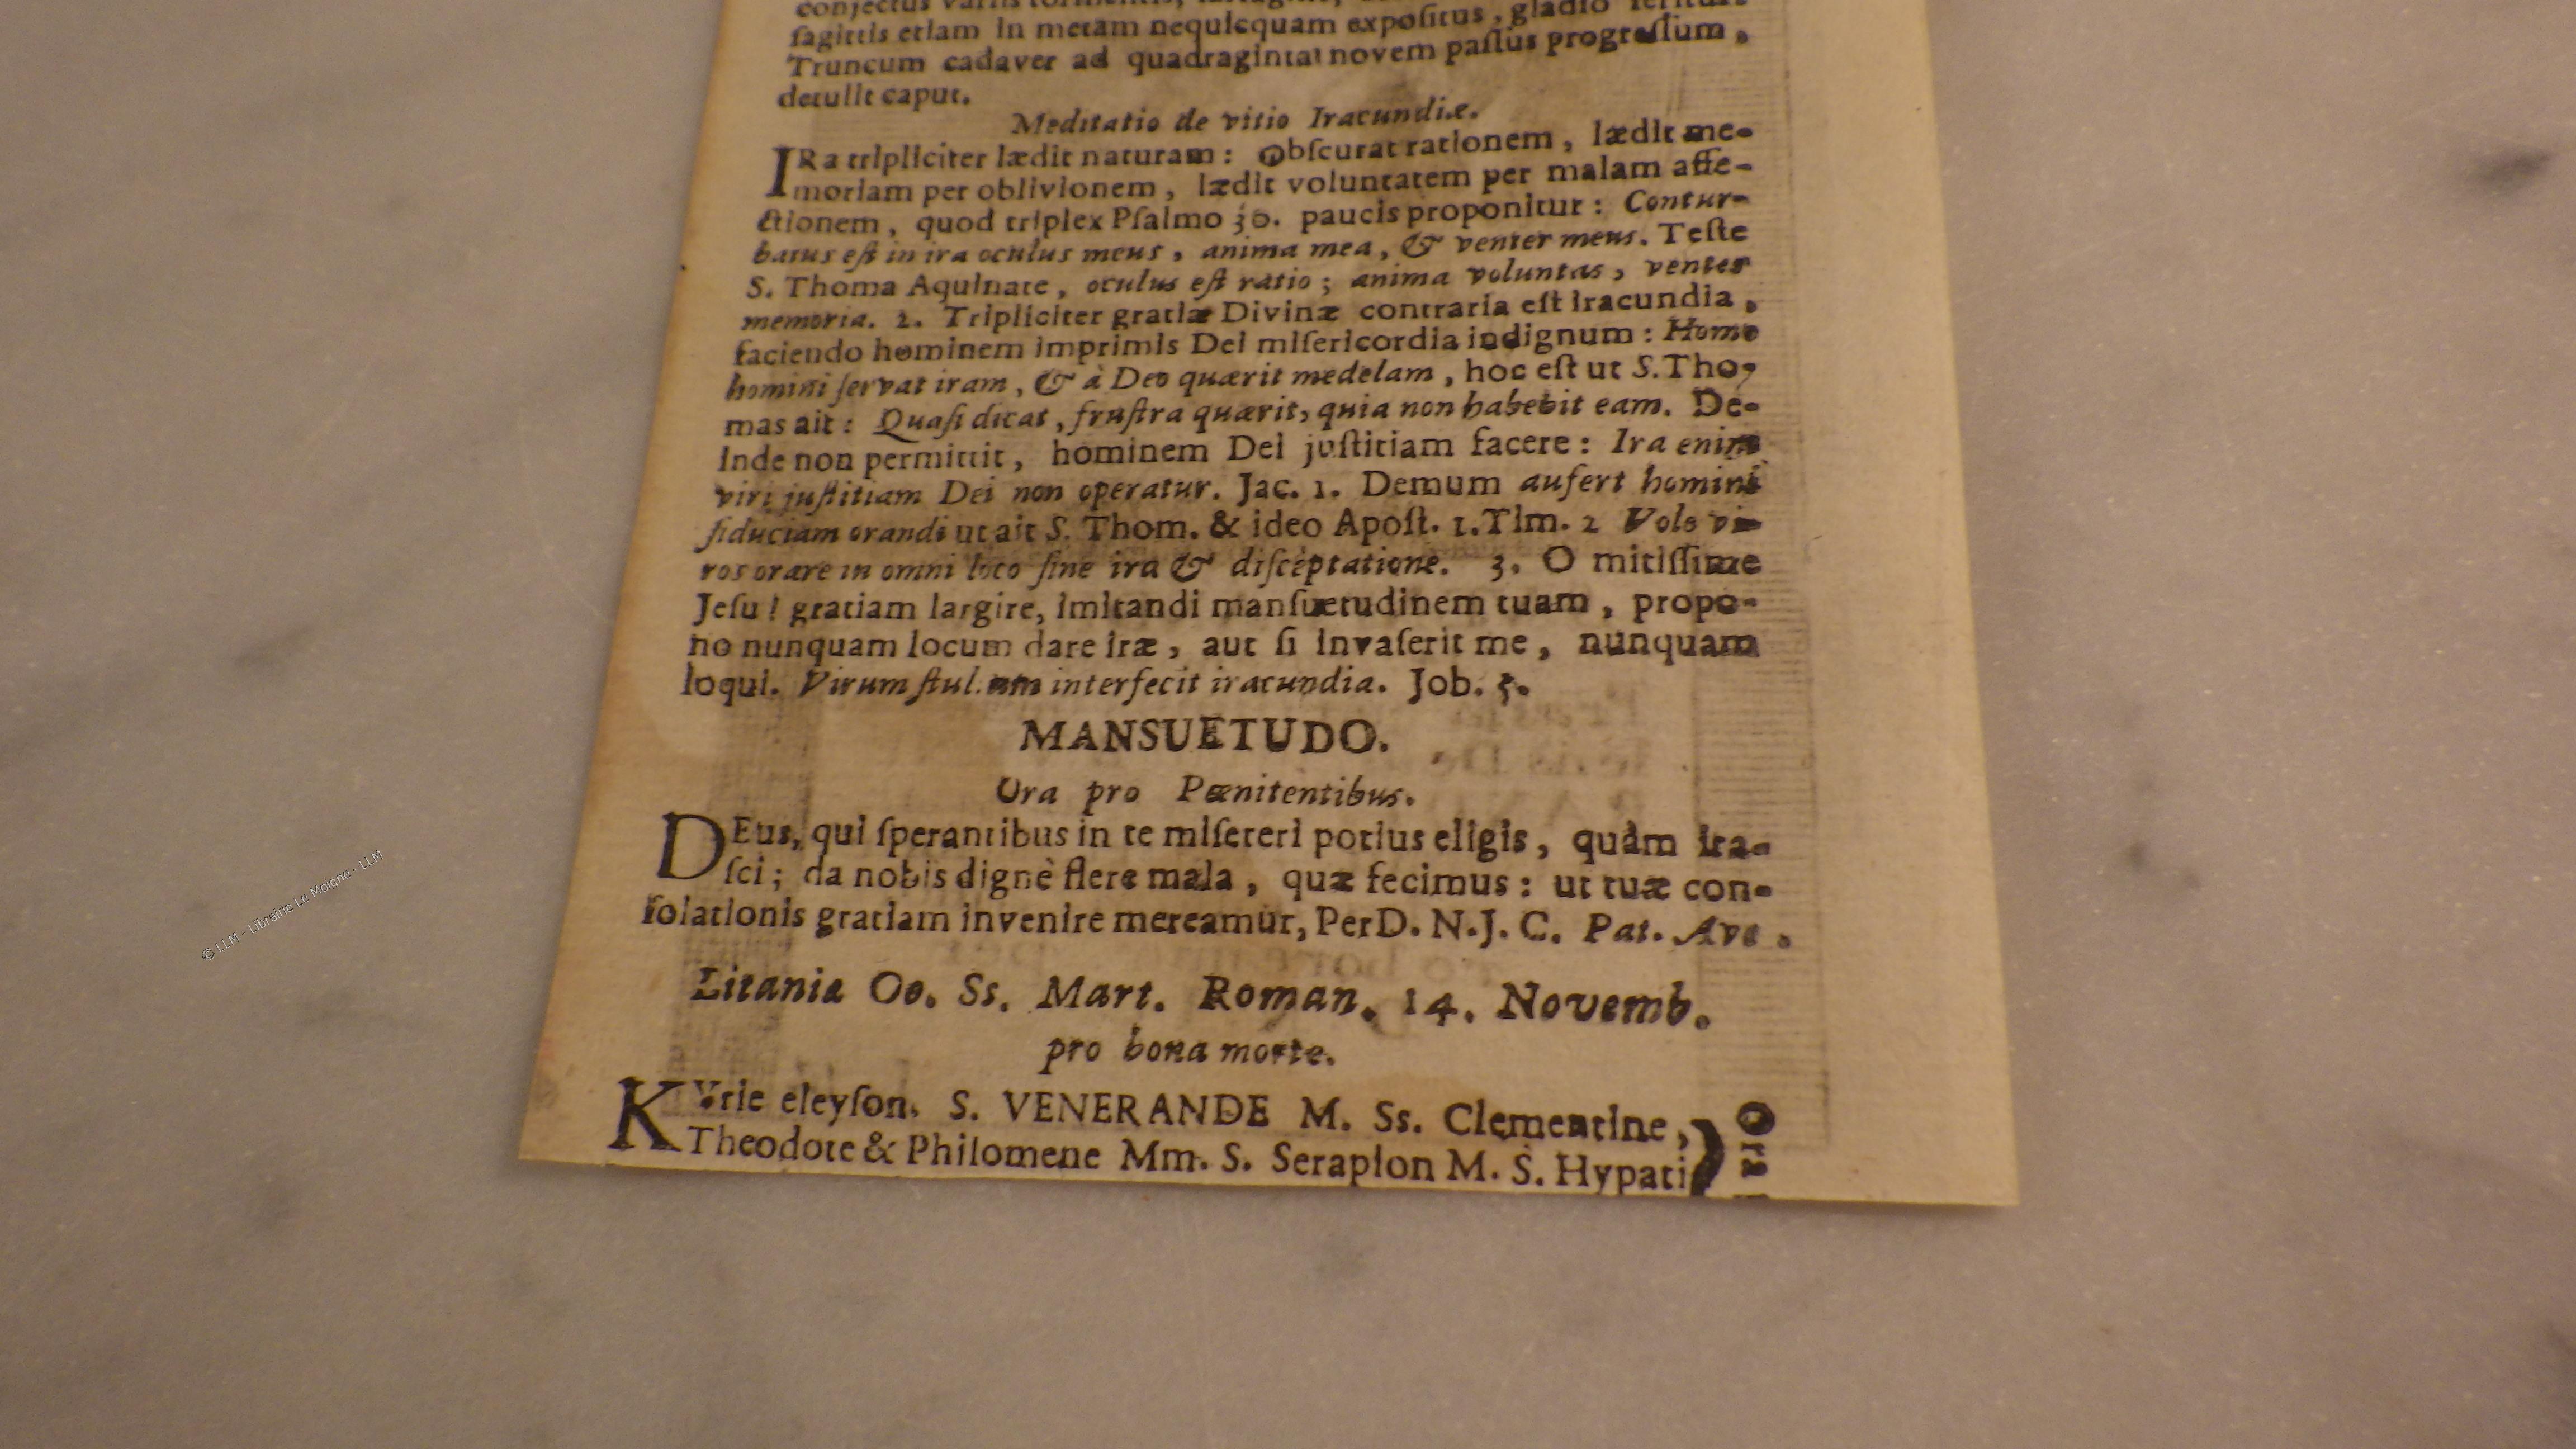 conjectus variis
ſagittis etiam in metam nequicquam expoſitus, gladio feritur.
Truncum cadaver ad quadraginta novem paſſus progreſſum,
detulit caput.
Meditatio de vitio Iracundiæ.
IRa tripliciter lædit naturam: Obſcurat rationem, lædit me-
moriam per oblivionem, lædit voluntatem per malam affe-
ctionem, quod triplex Pſalmo 30. paucis proponitur: Contur-
batus eſt in ira oculus meus, anima mea, & venter meus. Teſte
S. Thoma Aquinate, oculus eſt ratio; anima voluntas, venter
memoria. 2. Tripliciter gratiæ Divinæ contraria eſt iracundia,
faciendo hominem imprimis Dei miſericordia indignum: Homo
homini ſervat iram, & à Deo quærit medelam, hoc eſt ut S. Tho-
mas ait: Quaſi dicat, fruſtra quærit, quia non habebit eam. De-
inde non permittit, hominem Dei juſtitiam facere: Ira enim
viri juſtitiam Dei non operatur. Jac. 1. Demum aufert homini
fiduciam orandi ut ait S. Thom. & ideo Apoſt. 1. Tim. 2 Volo vi-
ros orare in omni loco ſine ira & diſceptatione. 3. O mitiſſime
Jeſu! gratiam largire, imitandi manſuetudinem tuam, propo-
no nunquam locum dare iræ, aut ſi invaſerit me, nunquam
loqui. Virum ſtul.um interfecit iracundia. Job. 5.
MANSUETUDO.
Ora pro Pœnitentibus.
DEus, qui ſperantibus in te miſereri potius eligis, quàm ira-
ſci; da nobis dignè flere mala, quæ fecimus: ut tuæ con-
ſolationis gratiam invenire mereamur, Per D. N. J. C. Pat. Ave.
Litania Oo. Ss. Mart. Roman. 14. Novemb.
pro bona morte.
KYrie eleyſon. S. VENERANDE M. Ss. Clementine,
Theodote & Philomene Mm. S. Serapion M. S. Hypati
Ora
© LLM - Librairie Le Moigne - LLM